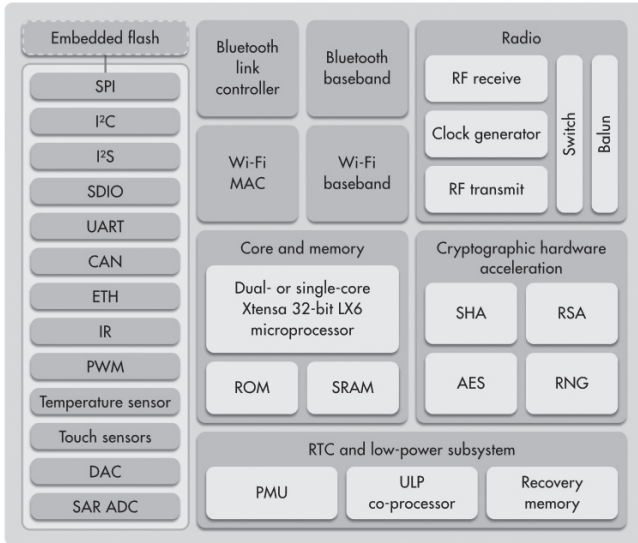 Embedded flash
SPI
I²C
I²S
SDIO
UART
CAN
ETH
IR
PWM
Temperature sensor
Touch sensors
DAC
SAR ADC
Bluetooth
link
controller
Bluetooth
baseband
Wi-Fi
MAC
Wi-Fi
baseband
Radio
RF receive
Clock generator
RF transmit
Switch
Balun
Core and memory
Dual- or single-core
Xtensa 32-bit LX6
microprocessor
ROM
SRAM
Cryptographic hardware
acceleration
SHA
RSA
AES
RNG
RTC and low-power subsystem
PMU
ULP
co-processor
Recovery
memory